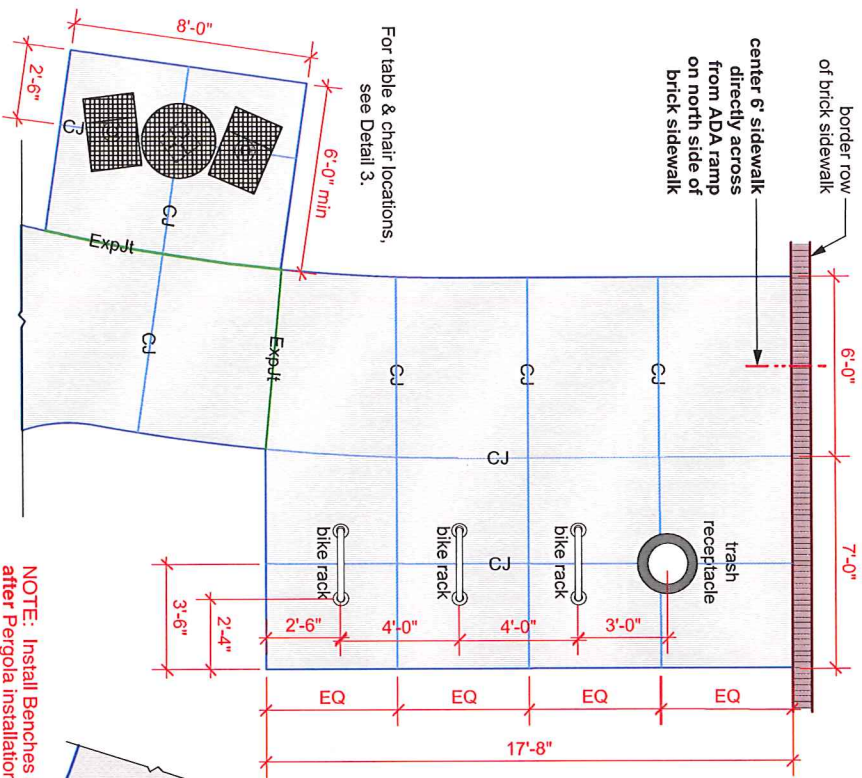 border row
of brick sidewalk
center 6' sidewalk
directly across
from ADA ramp
on north side of
brick sidewalk
6'-0"
7'-0"
For table & chair locations,
see Detail 3.
8'-0"
2'-6"
6'-0" min
CJ
CJ
CJ
CJ
CJ
CJ
CJ
CJ
ExpJt
ExpJt
trash
receptacle
bike rack
bike rack
bike rack
3'-0"
4'-0"
4'-0"
2'-6"
2'-4"
3'-6"
EQ
EQ
EQ
EQ
17'-8"
NOTE: Install Benches
after Pergola installation